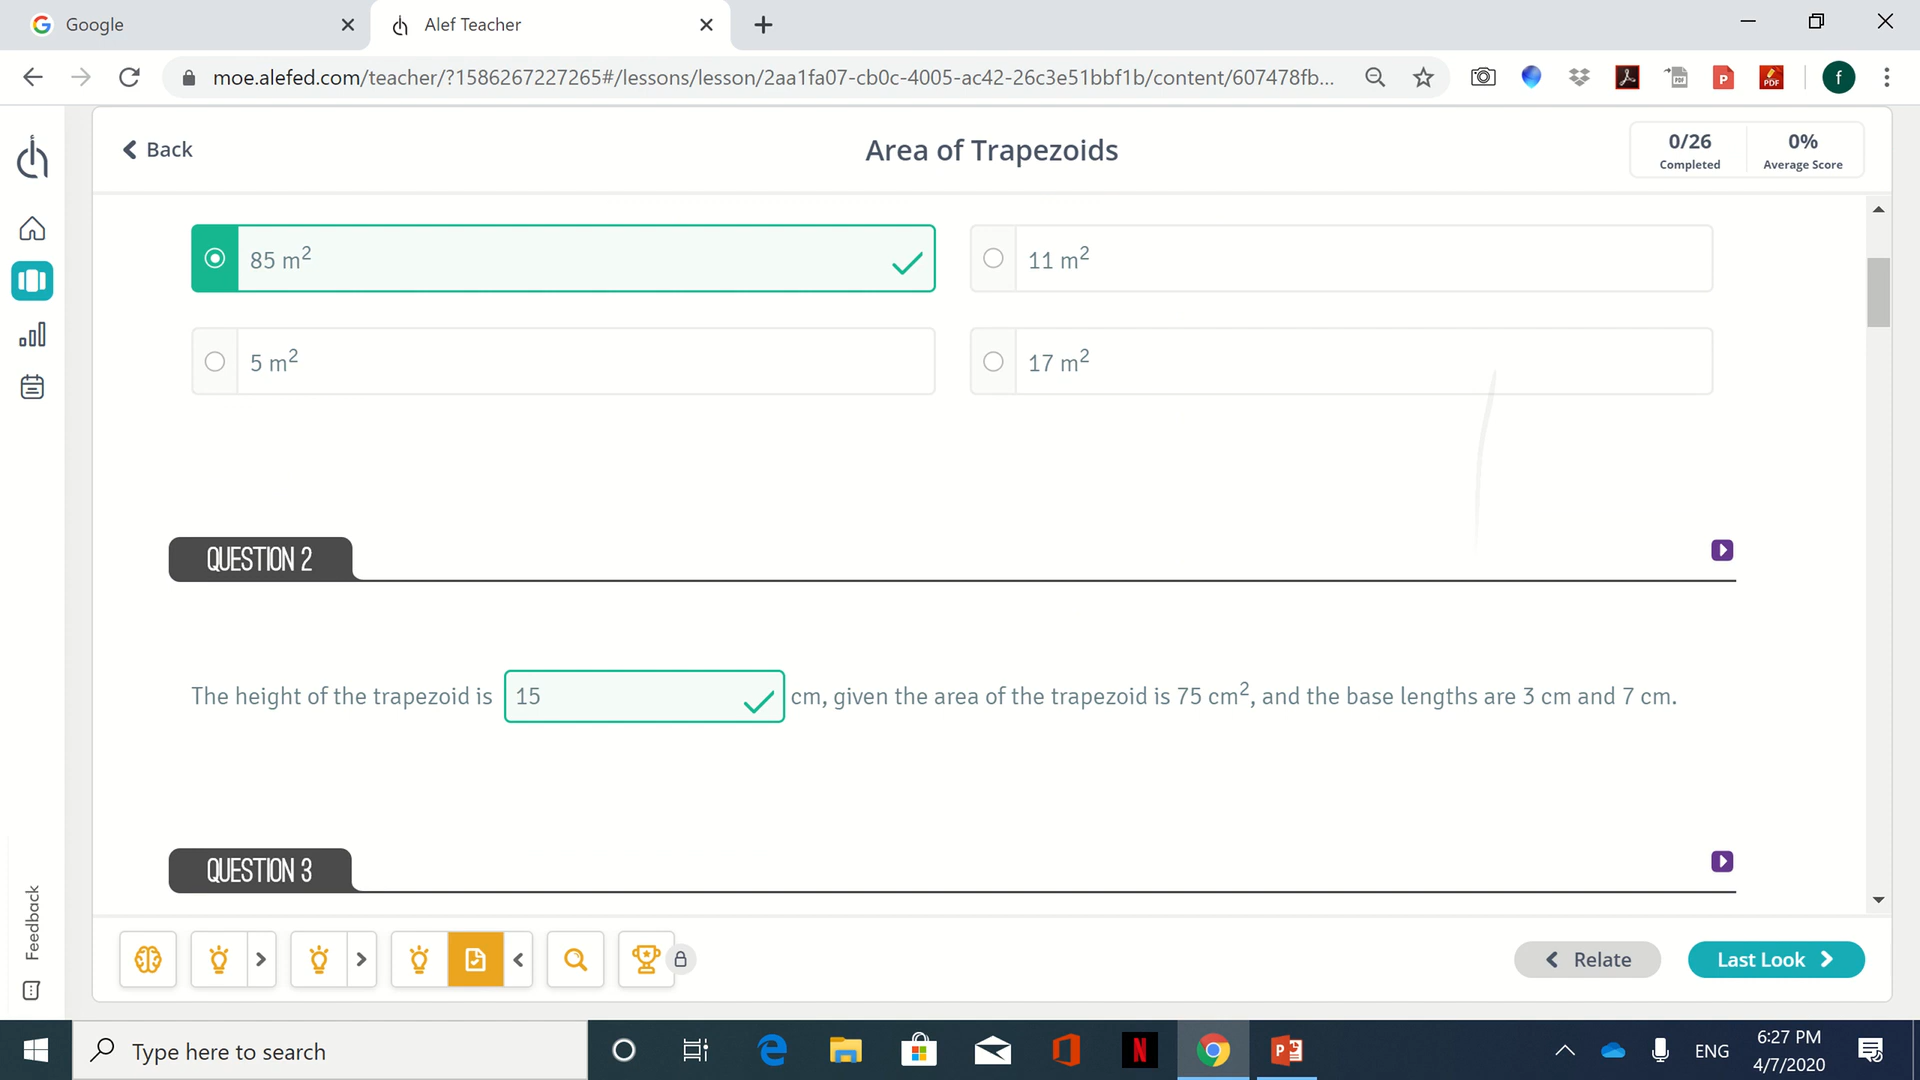 Google
Alef Teacher
moe.alefed.com/teacher/?1586267227265#/lessons/lesson/2aa1fa07-cb0c-4005-ac42-26c3e51bbf1b/content/607478fb...
f
Back
Area of Trapezoids
0/26
Completed
0%
Average Score
85 m²
11 m²
5 m²
17 m²
QUESTION 2
The height of the trapezoid is 15 cm, given the area of the trapezoid is 75 cm², and the base lengths are 3 cm and 7 cm.
QUESTION 3
Feedback
Relate
Last Look
Type here to search
ENG
6:27 PM
4/7/2020